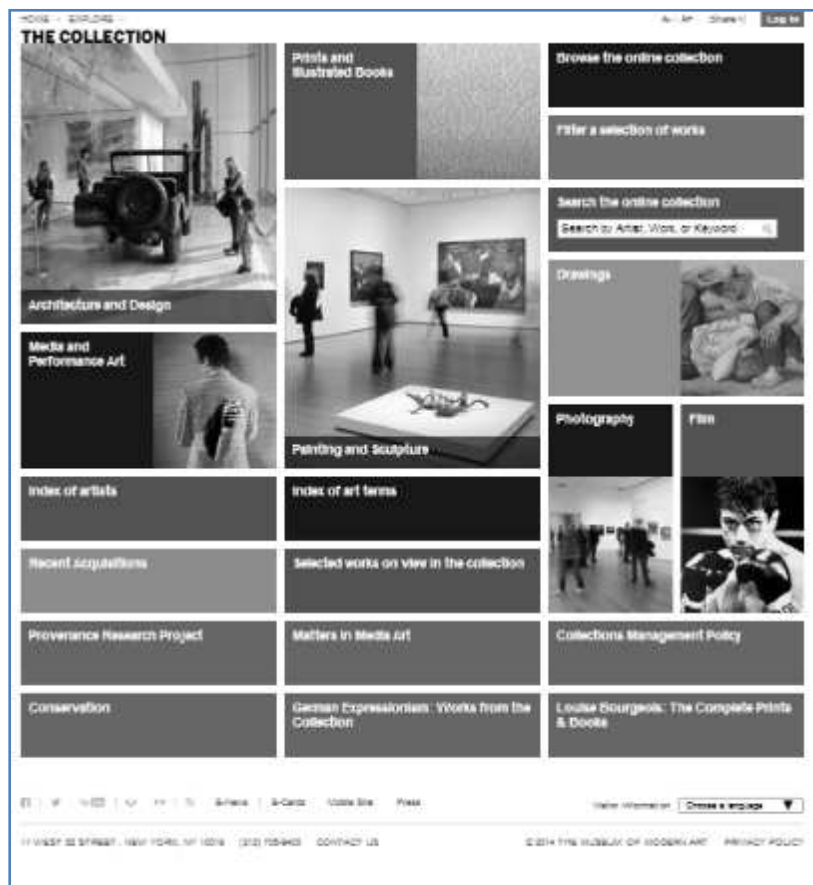 HOME EXPLORE
A- A+ Share Log In
THE COLLECTION
Architecture and Design
Media and
Performance Art
Index of artists
Recent Acquisitions
Provenance Research Project
Conservation
Prints and
Illustrated Books
Painting and Sculpture
Index of art terms
Selected works on view in the collection
Matters in Media Art
German Expressionism: Works from the
Collection
Browse the online collection
Filter a selection of works
Search the online collection
Search by Artist, Work, or Keyword
Drawings
Photography
Film
Collections Management Policy
Louise Bourgeois: The Complete Prints
& Books
E-News E-Cards Mobile Site Press
Visitor Information Choose a language
11 WEST 53 STREET, NEW YORK, NY (212) CONTACT US
© 2014 THE MUSEUM OF MODERN ART PRIVACY POLICY